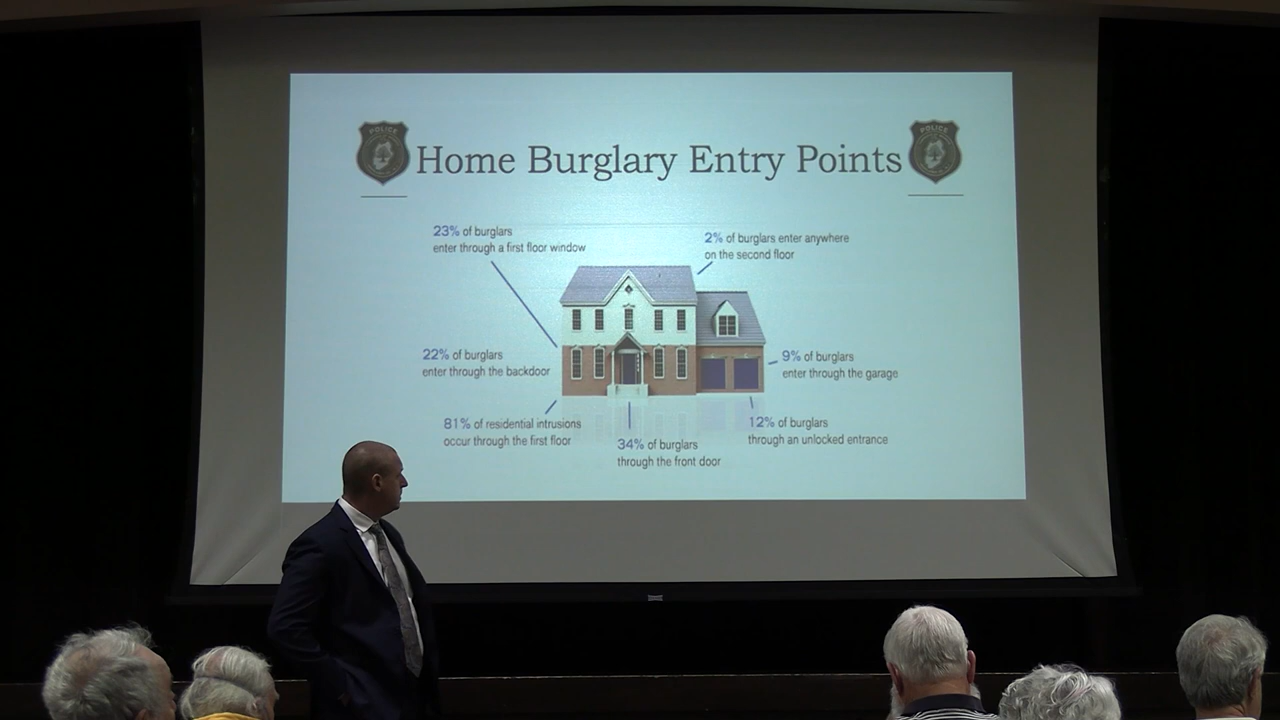 POLICE
Home Burglary Entry Points
POLICE
23% of burglars
enter through a first floor window
2% of burglars enter anywhere
on the second floor
22% of burglars
enter through the backdoor
9% of burglars
enter through the garage
81% of residential intrusions
occur through the first floor
34% of burglars
through the front door
12% of burglars
through an unlocked entrance